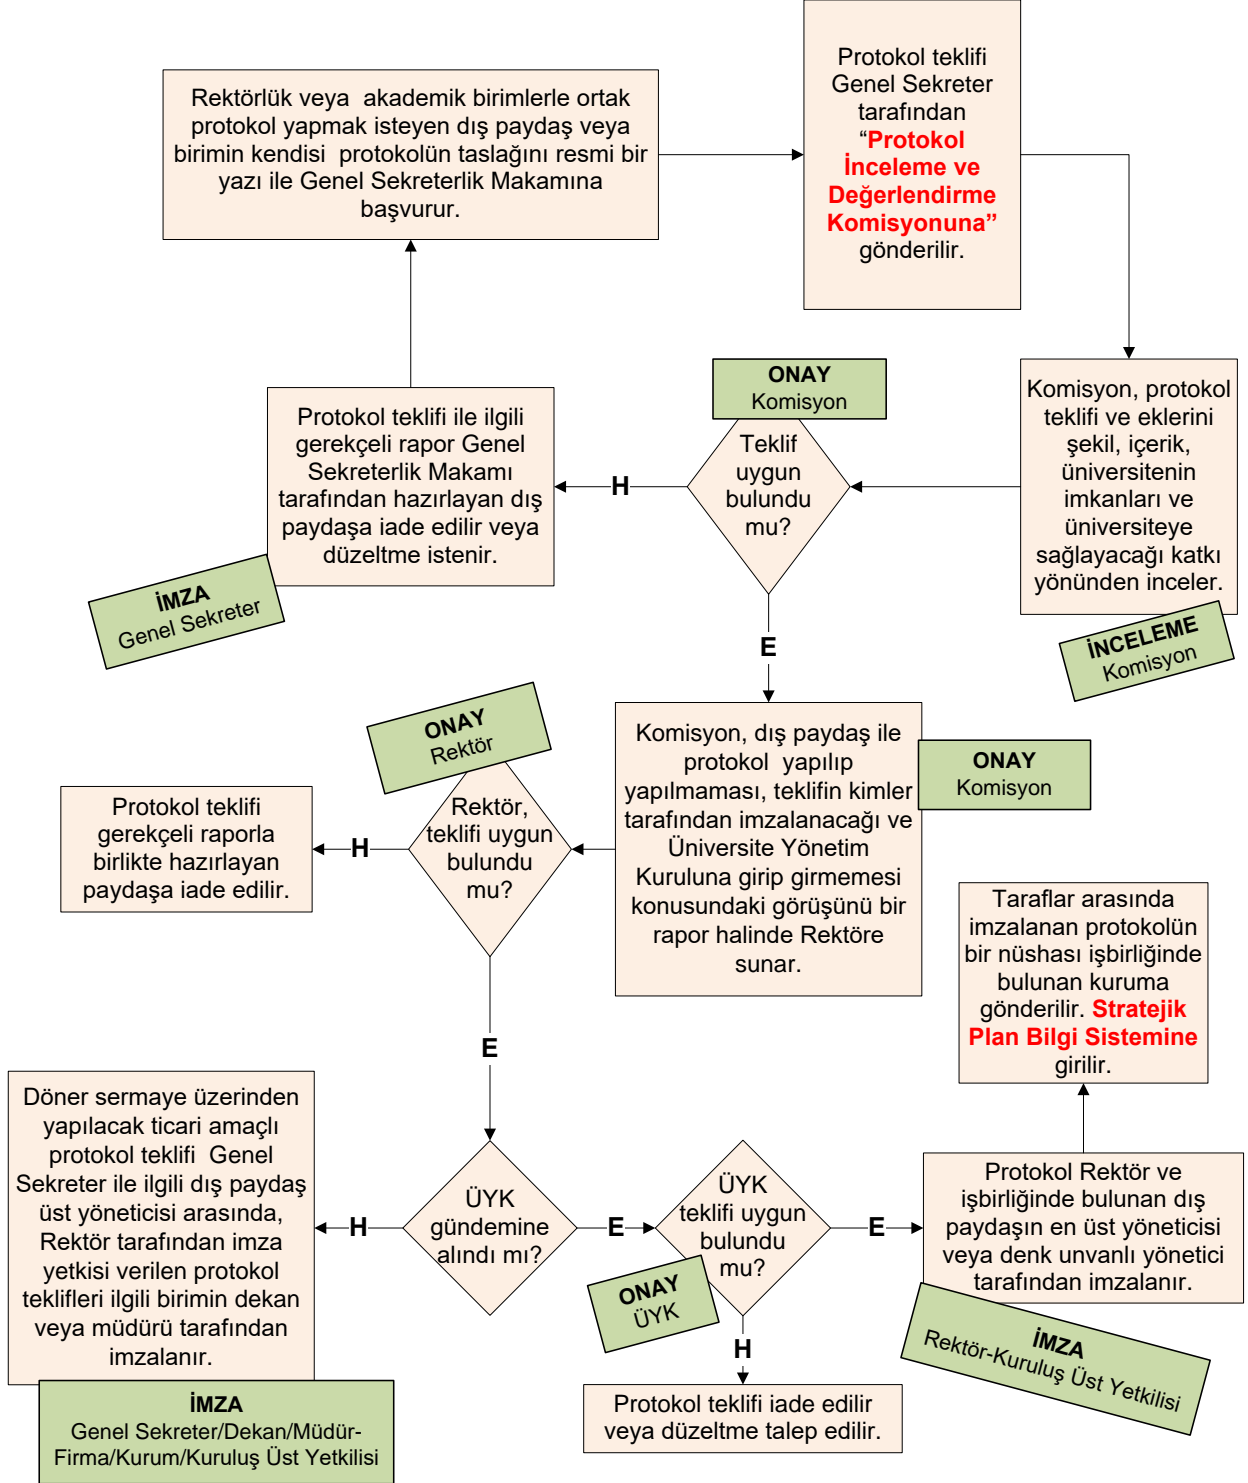 Rektörlük veya  akademik birimlerle ortak
protokol yapmak isteyen dış paydaş veya
birimin kendisi  protokolün taslağını resmi bir
yazı ile Genel Sekreterlik Makamına
başvurur.
Protokol teklifi
Genel Sekreter
tarafından
“Protokol
İnceleme ve
Değerlendirme
Komisyonuna”
gönderilir.
Komisyon, protokol
teklifi ve eklerini
şekil, içerik,
üniversitenin
imkanları ve
üniversiteye
sağlayacağı katkı
yönünden inceler.
İNCELEME
Komisyon
ONAY
Komisyon
Teklif
uygun
bulundu
mu?
H
Protokol teklifi ile ilgili
gerekçeli rapor Genel
Sekreterlik Makamı
tarafından hazırlayan dış
paydaşa iade edilir veya
düzeltme istenir.
İMZA
Genel Sekreter
E
Komisyon, dış paydaş ile
protokol  yapılıp
yapılmaması, teklifin kimler
tarafından imzalanacağı ve
Üniversite Yönetim
Kuruluna girip girmemesi
konusundaki görüşünü bir
rapor halinde Rektöre
sunar.
ONAY
Komisyon
ONAY
Rektör
Rektör,
teklifi uygun
bulundu
mu?
H
Protokol teklifi
gerekçeli raporla
birlikte hazırlayan
paydaşa iade edilir.
E
ÜYK
gündemine
alındı mı?
H
Döner sermaye üzerinden
yapılacak ticari amaçlı
protokol teklifi  Genel
Sekreter ile ilgili dış paydaş
üst yöneticisi arasında,
Rektör tarafından imza
yetkisi verilen protokol
teklifleri ilgili birimin dekan
veya müdürü tarafından
imzalanır.
İMZA
Genel Sekreter/Dekan/Müdür-
Firma/Kurum/Kuruluş Üst Yetkilisi
E
ÜYK
teklifi uygun
bulundu
mu?
ONAY
ÜYK
H
Protokol teklifi iade edilir
veya düzeltme talep edilir.
E
Protokol Rektör ve
işbirliğinde bulunan dış
paydaşın en üst yöneticisi
veya denk unvanlı yönetici
tarafından imzalanır.
İMZA
Rektör-Kuruluş Üst Yetkilisi
Taraflar arasında
imzalanan protokolün
bir nüshası işbirliğinde
bulunan kuruma
gönderilir. Stratejik
Plan Bilgi Sistemine
girilir.